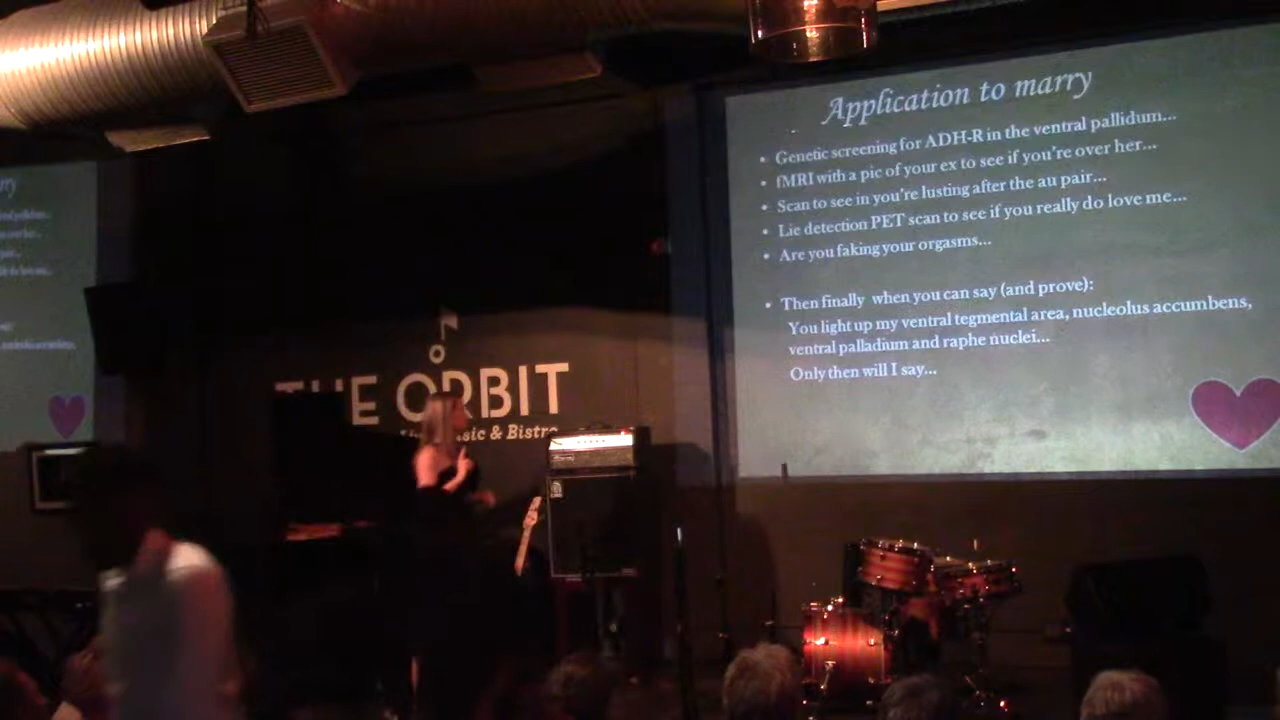 Application to marry
• Genetic screening for ADH-R in the ventral pallidum...
• fMRI with a pic of your ex to see if you're over her...
• Scan to see in you're lusting after the au pair...
• Lie detection PET scan to see if you really do love me...
• Are you faking your orgasms...
• Then finally when you can say (and prove):
You light up my ventral tegmental area, nucleolus accumbens,
ventral palladium and raphe nuclei...
Only then will I say...
THE ORBIT
& Bistro